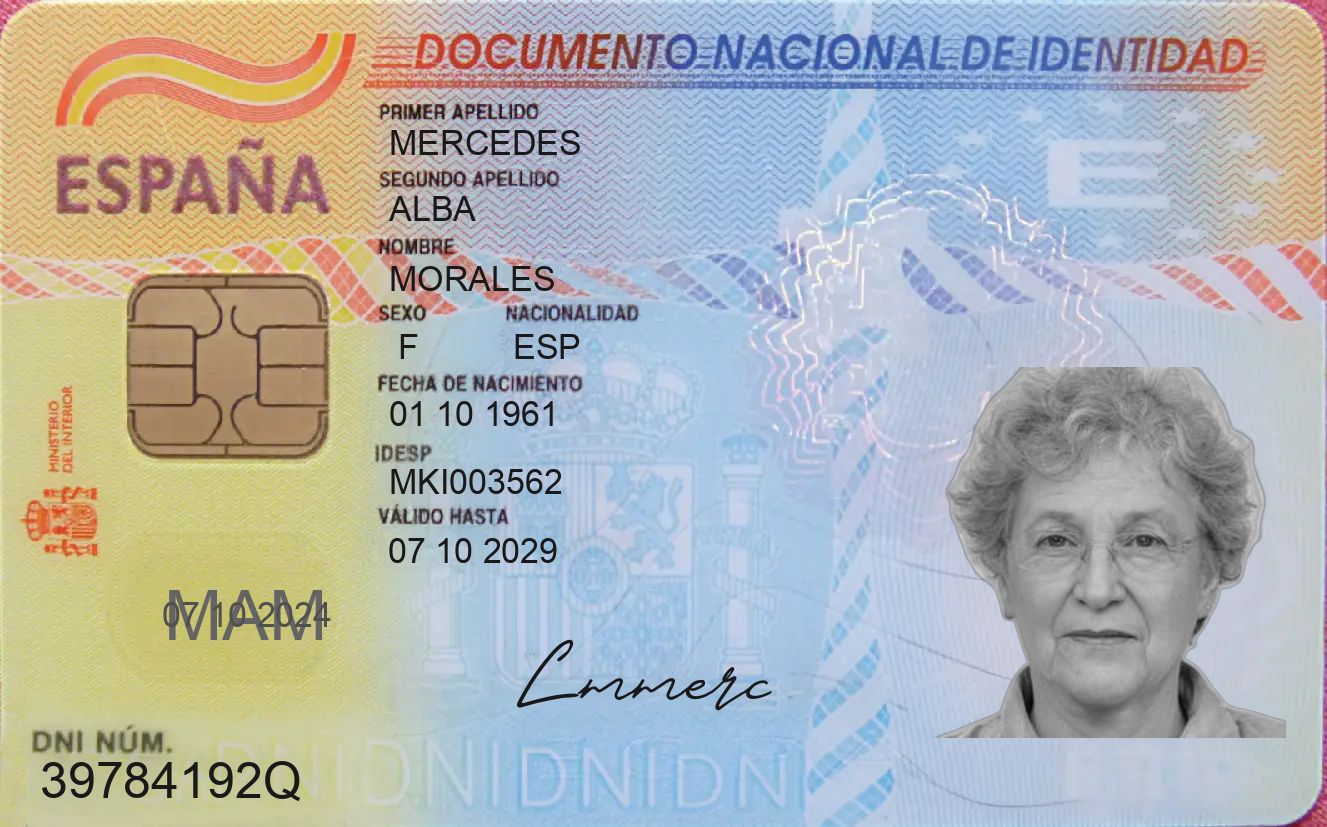 DOCUMENTO NACIONAL DE IDENTIDAD
ESPAÑA
PRIMER APELLIDO
MERCEDES
SEGUNDO APELLIDO
ALBA
NOMBRE
MORALES
SEXO NACIONALIDAD
F ESP
FECHA DE NACIMIENTO
01 10 1961
IDESP
MKI003562
VÁLIDO HASTA
07 10 2029
MINISTERIO
DEL INTERIOR
E
07 10 2024
MAM
Lmmerc
DNI NÚM.
39784192Q
DNIDNIDNIDNI